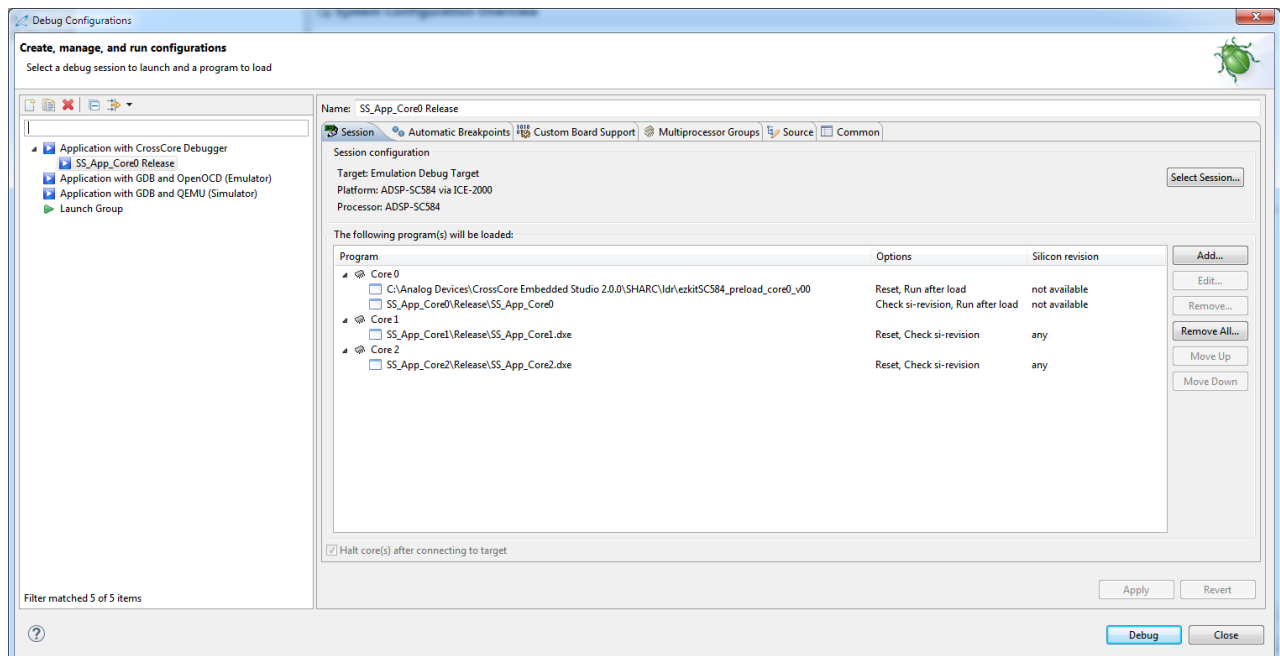 System Configuration Overview
Debug Configurations
Create, manage, and run configurations
Select a debug session to launch and a program to load
Name: SS_App_Core0 Release
Session Automatic Breakpoints Custom Board Support Multiprocessor Groups Source Common
Application with CrossCore Debugger
SS_App_Core0 Release
Application with GDB and OpenOCD (Emulator)
Application with GDB and QEMU (Simulator)
Launch Group
Filter matched 5 of 5 items
Session configuration
Target: Emulation Debug Target
Platform: ADSP-SC584 via ICE-2000
Processor: ADSP-SC584
Select Session...
The following program(s) will be loaded:
Program Options Silicon revision
Core 0
C:\Analog Devices\CrossCore Embedded Studio 2.0.0\SHARC\ldr\ezkitSC584_preload_core0_v00 Reset, Run after load not available
SS_App_Core0\Release\SS_App_Core0 Check si-revision, Run after load not available
Core 1
SS_App_Core1\Release\SS_App_Core1.dxe Reset, Check si-revision any
Core 2
SS_App_Core2\Release\SS_App_Core2.dxe Reset, Check si-revision any
Add...
Edit...
Remove...
Remove All...
Move Up
Move Down
Halt core(s) after connecting to target
Apply Revert
Debug Close